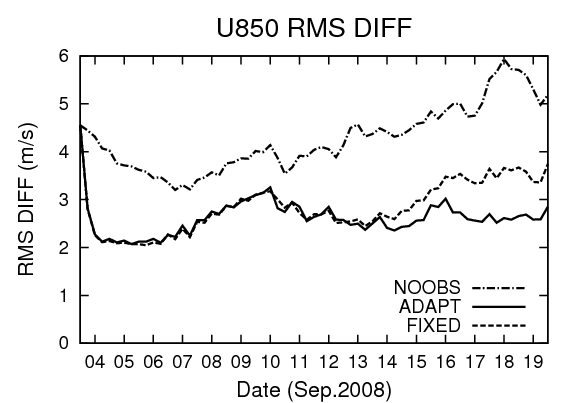 U850 RMS DIFF
6
5
4
3
2
1
0
RMS DIFF (m/s)
NOOBS
ADAPT
FIXED
04 05 06 07 08 09 10 11 12 13 14 15 16 17 18 19
Date (Sep.2008)